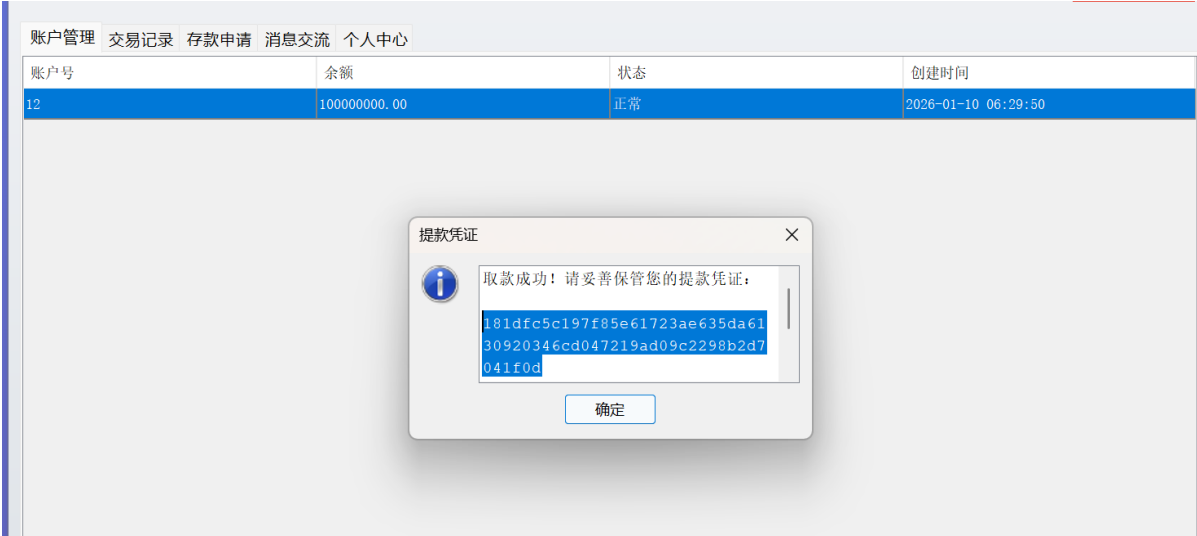 账户管理 交易记录 存款申请 消息交流 个人中心
账户号 余额 状态 创建时间
12 100000000.00 正常 2026-01-10 06:29:50
提款凭证
取款成功！请妥善保管您的提款凭证：
181dfc5c197f85e61723ae635da61
30920346cd047219ad09c2298b2d7
041f0d
确定